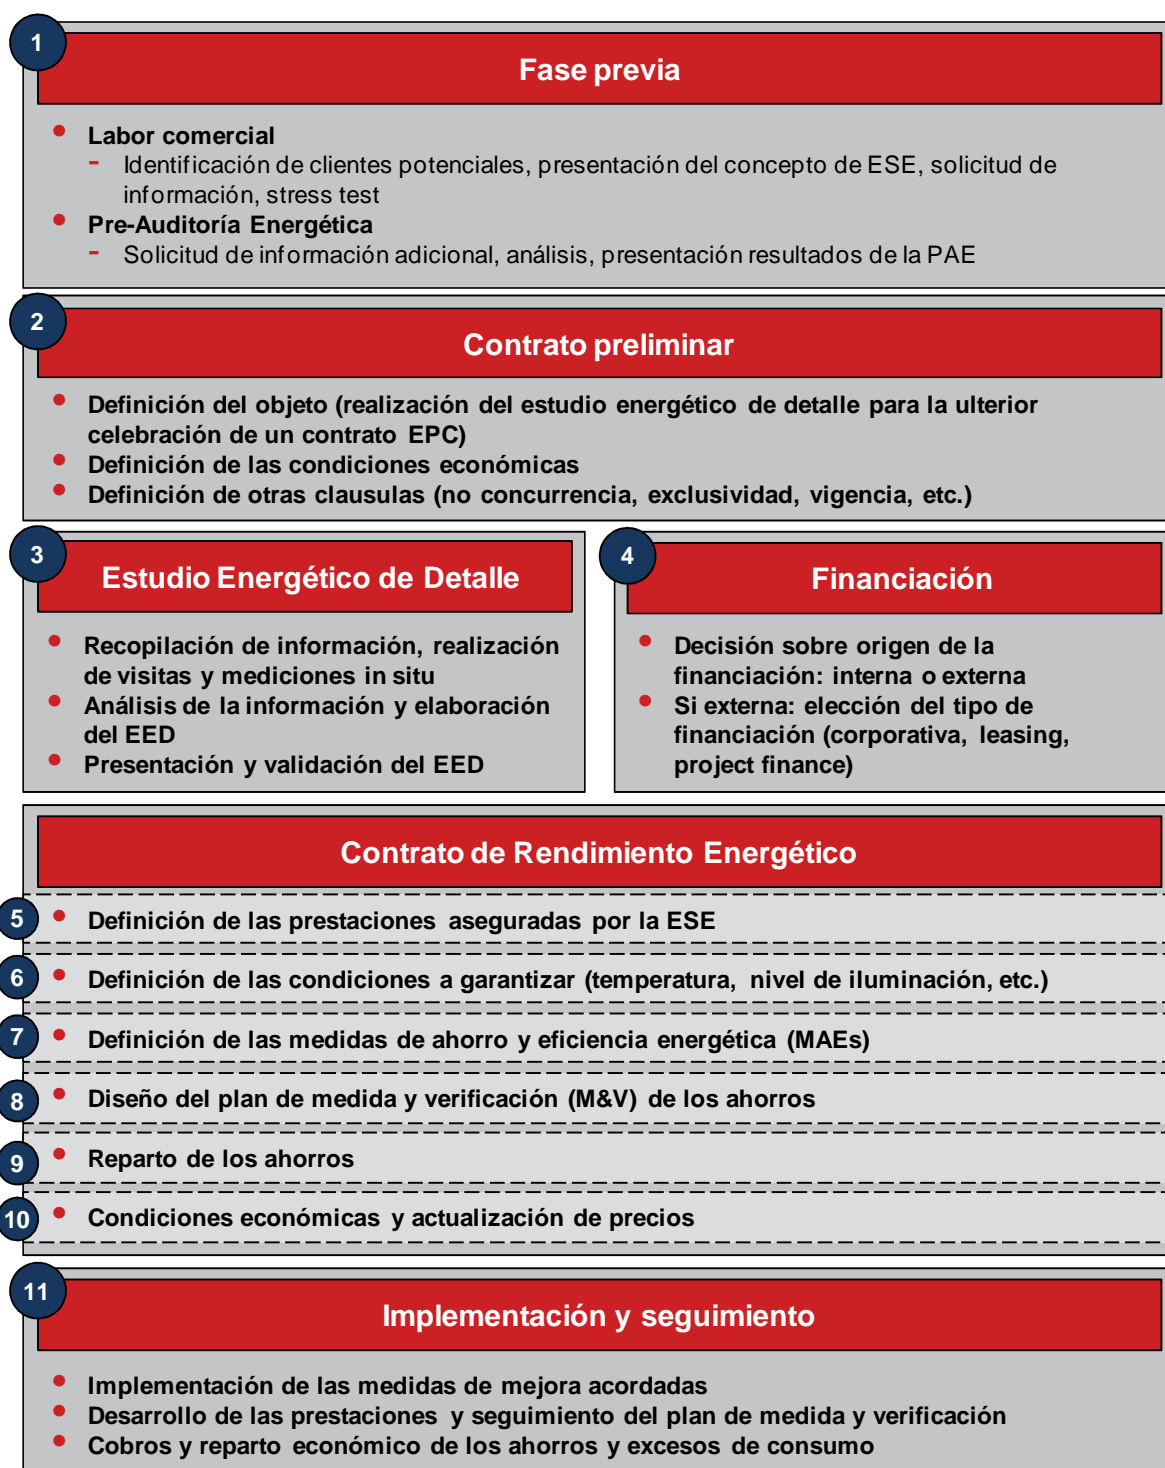 1
Fase previa
• Labor comercial
- Identificación de clientes potenciales, presentación del concepto de ESE, solicitud de
información, stress test
• Pre-Auditoría Energética
- Solicitud de información adicional, análisis, presentación resultados de la PAE
2
Contrato preliminar
• Definición del objeto (realización del estudio energético de detalle para la ulterior
celebración de un contrato EPC)
• Definición de las condiciones económicas
• Definición de otras clausulas (no concurrencia, exclusividad, vigencia, etc.)
3
Estudio Energético de Detalle
• Recopilación de información, realización
de visitas y mediciones in situ
• Análisis de la información y elaboración
del EED
• Presentación y validación del EED
4
Financiación
• Decisión sobre origen de la
financiación: interna o externa
• Si externa: elección del tipo de
financiación (corporativa, leasing,
project finance)
Contrato de Rendimiento Energético
5 • Definición de las prestaciones aseguradas por la ESE
6 • Definición de las condiciones a garantizar (temperatura, nivel de iluminación, etc.)
7 • Definición de las medidas de ahorro y eficiencia energética (MAEs)
8 • Diseño del plan de medida y verificación (M&V) de los ahorros
9 • Reparto de los ahorros
10 • Condiciones económicas y actualización de precios
11
Implementación y seguimiento
• Implementación de las medidas de mejora acordadas
• Desarrollo de las prestaciones y seguimiento del plan de medida y verificación
• Cobros y reparto económico de los ahorros y excesos de consumo